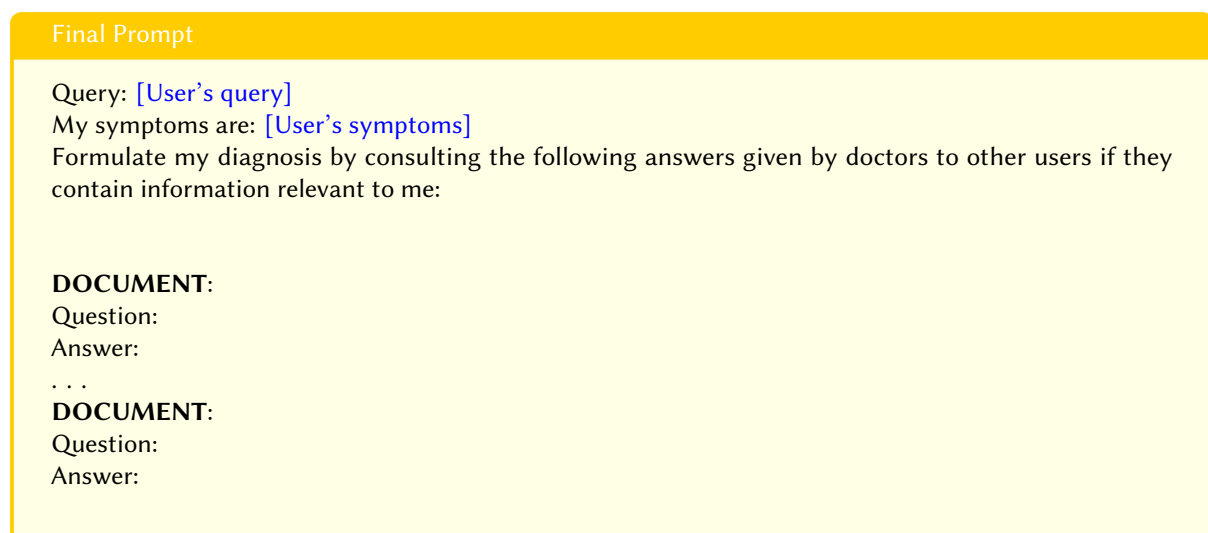 Final Prompt
Query: [User’s query]
My symptoms are: [User’s symptoms]
Formulate my diagnosis by consulting the following answers given by doctors to other users if they
contain information relevant to me:
DOCUMENT:
Question:
Answer:
. . .
DOCUMENT:
Question:
Answer: